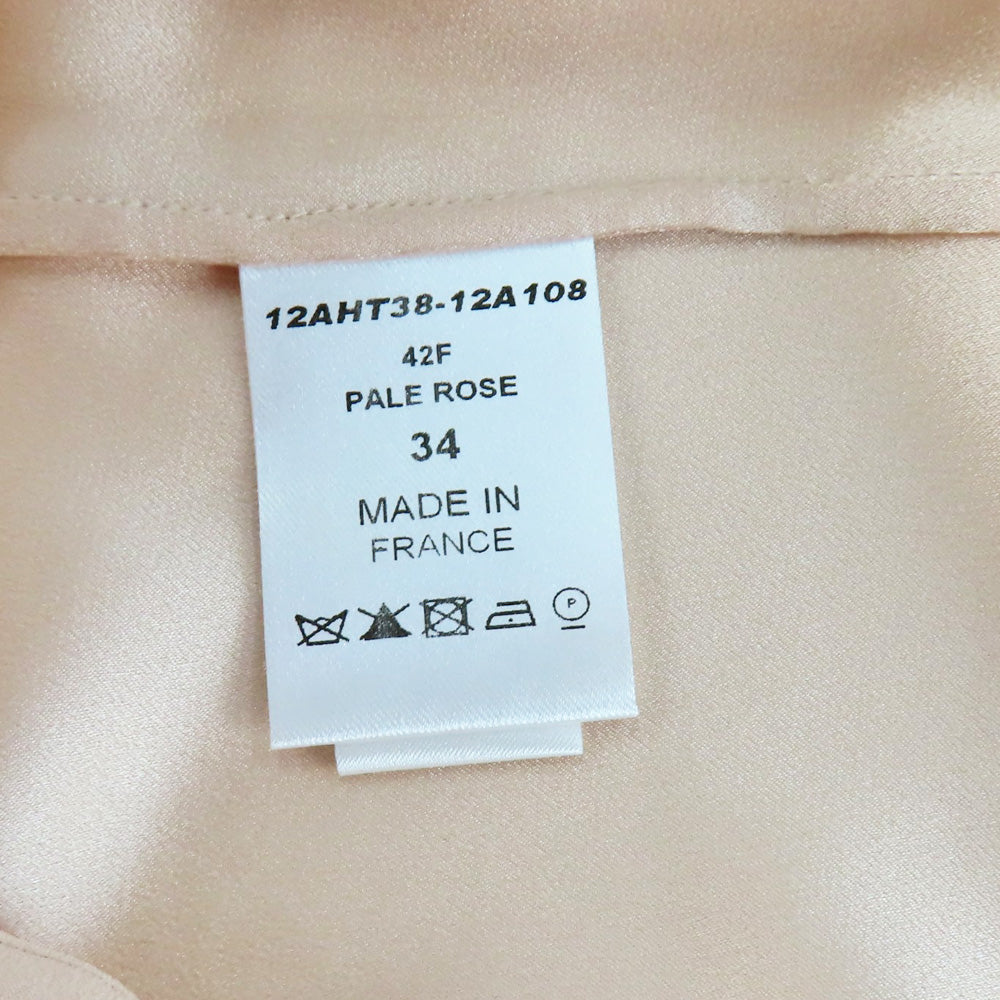 12AHT38-12A108
42F
PALE ROSE
34
MADE IN
FRANCE
P